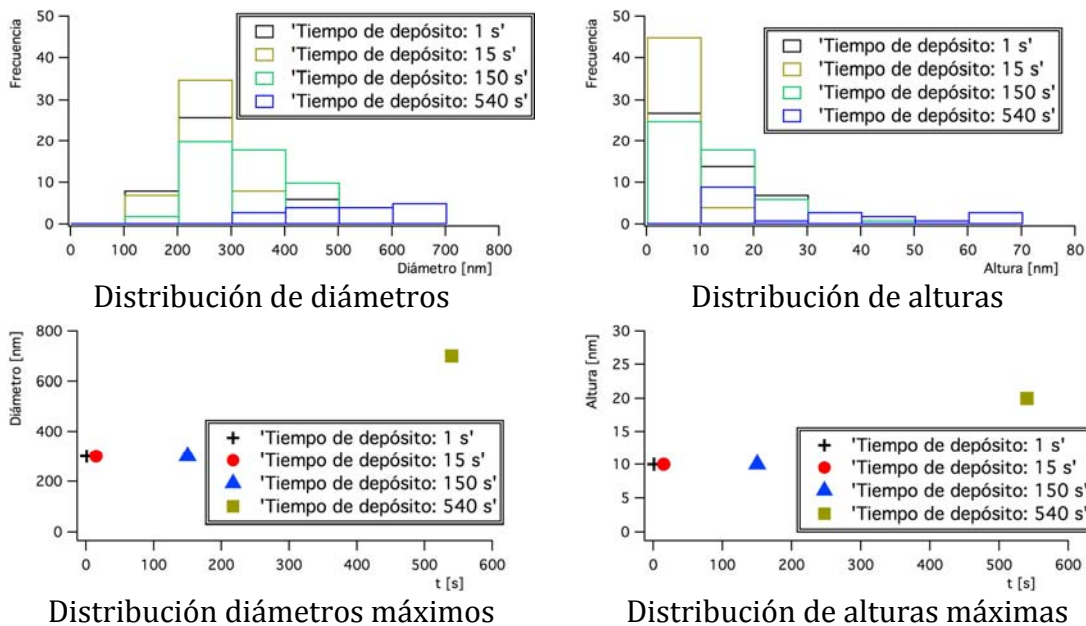 50
40
30
20
10
0
Frecuencia
'Tiempo de depósito: 1 s'
'Tiempo de depósito: 15 s'
'Tiempo de depósito: 150 s'
'Tiempo de depósito: 540 s'
0 100 200 300 400 500 600 700 800
Diámetro [nm]
Distribución de diámetros
50
40
30
20
10
0
Frecuencia
'Tiempo de depósito: 1 s'
'Tiempo de depósito: 15 s'
'Tiempo de depósito: 150 s'
'Tiempo de depósito: 540 s'
0 10 20 30 40 50 60 70 80
Altura [nm]
Distribución de alturas
800
600
400
200
0
Diámetro [nm]
'Tiempo de depósito: 1 s'
'Tiempo de depósito: 15 s'
'Tiempo de depósito: 150 s'
'Tiempo de depósito: 540 s'
0 100 200 300 400 500 600
t [s]
Distribución diámetros máximos
30
25
20
15
10
5
0
Altura [nm]
'Tiempo de depósito: 1 s'
'Tiempo de depósito: 15 s'
'Tiempo de depósito: 150 s'
'Tiempo de depósito: 540 s'
0 100 200 300 400 500 600
t [s]
Distribución de alturas máximas